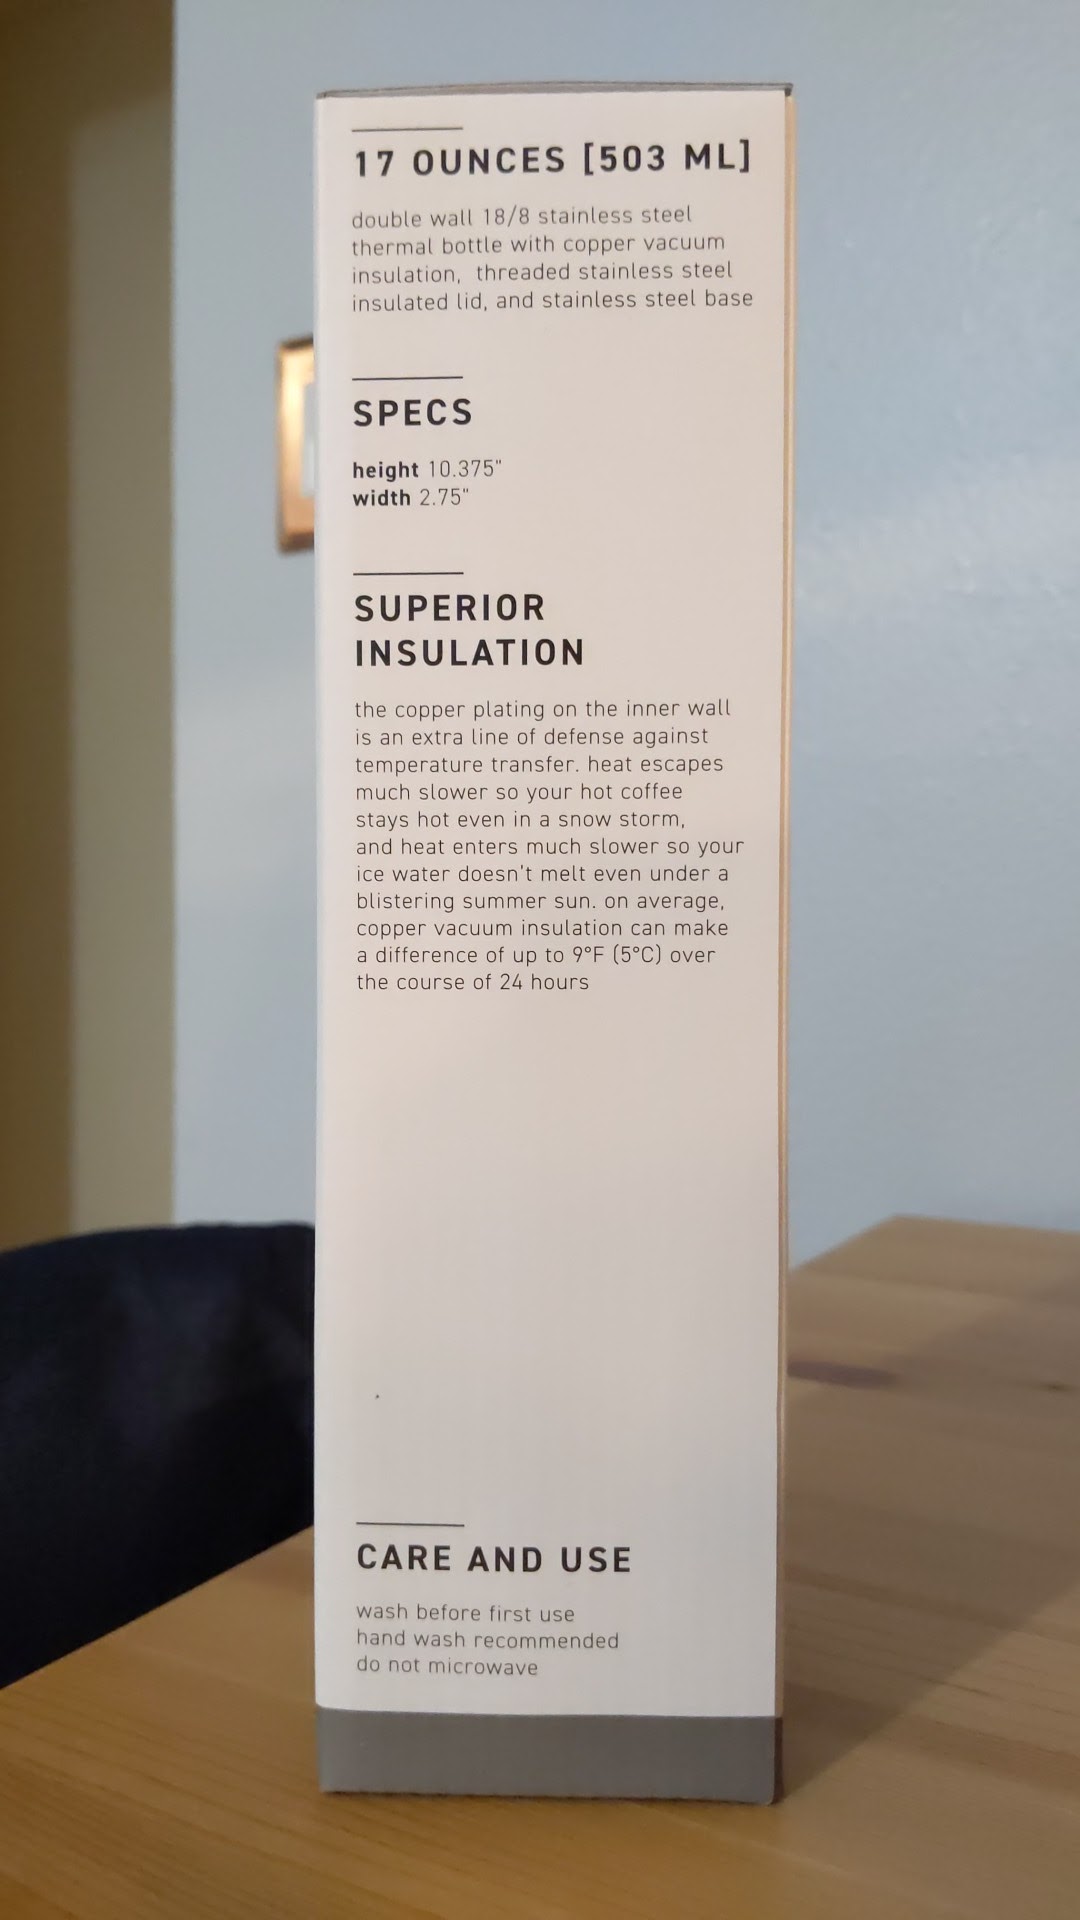 17 OUNCES [503 ML]
double wall 18/8 stainless steel
thermal bottle with copper vacuum
insulation, threaded stainless steel
insulated lid, and stainless steel base
SPECS
height 10.375"
width 2.75"
SUPERIOR
INSULATION
the copper plating on the inner wall
is an extra line of defense against
temperature transfer. heat escapes
much slower so your hot coffee
stays hot even in a snow storm,
and heat enters much slower so your
ice water doesn't melt even under a
blistering summer sun. on average,
copper vacuum insulation can make
a difference of up to 9°F (5°C) over
the course of 24 hours
CARE AND USE
wash before first use
hand wash recommended
do not microwave